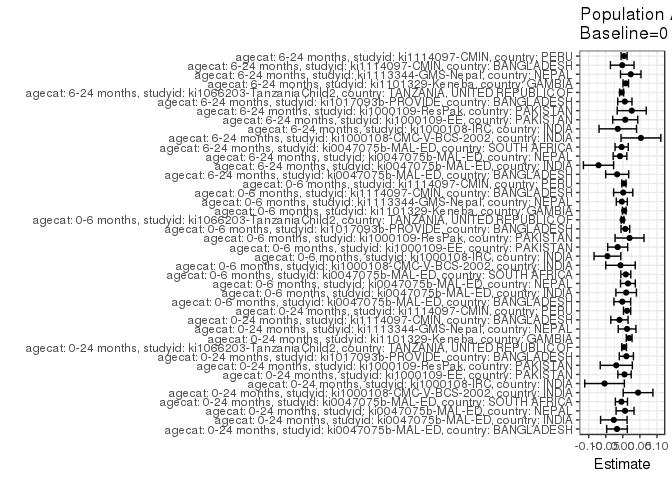 Population A
Baseline=0
agecat: 6-24 months, studyid: ki1114097-CMIN, country: PERU
agecat: 6-24 months, studyid: ki1114097-CMIN, country: BANGLADESH
agecat: 6-24 months, studyid: ki1113344-GMS-Nepal, country: NEPAL
agecat: 6-24 months, studyid: ki1101329-Keneba, country: GAMBIA
agecat: 6-24 months, studyid: ki1066203-TanzaniaChild2, country: TANZANIA, UNITED REPUBLIC OF
agecat: 6-24 months, studyid: ki1017093b-PROVIDE, country: BANGLADESH
agecat: 6-24 months, studyid: ki1000109-ResPak, country: PAKISTAN
agecat: 6-24 months, studyid: ki1000109-EE, country: PAKISTAN
agecat: 6-24 months, studyid: ki1000108-IRC, country: INDIA
agecat: 6-24 months, studyid: ki1000108-CMC-V-BCS-2002, country: INDIA
agecat: 6-24 months, studyid: ki0047075b-MAL-ED, country: SOUTH AFRICA
agecat: 6-24 months, studyid: ki0047075b-MAL-ED, country: NEPAL
agecat: 6-24 months, studyid: ki0047075b-MAL-ED, country: INDIA
agecat: 6-24 months, studyid: ki0047075b-MAL-ED, country: BANGLADESH
agecat: 0-6 months, studyid: ki1114097-CMIN, country: PERU
agecat: 0-6 months, studyid: ki1114097-CMIN, country: BANGLADESH
agecat: 0-6 months, studyid: ki1113344-GMS-Nepal, country: NEPAL
agecat: 0-6 months, studyid: ki1101329-Keneba, country: GAMBIA
agecat: 0-6 months, studyid: ki1066203-TanzaniaChild2, country: TANZANIA, UNITED REPUBLIC OF
agecat: 0-6 months, studyid: ki1017093b-PROVIDE, country: BANGLADESH
agecat: 0-6 months, studyid: ki1000109-ResPak, country: PAKISTAN
agecat: 0-6 months, studyid: ki1000109-EE, country: PAKISTAN
agecat: 0-6 months, studyid: ki1000108-IRC, country: INDIA
agecat: 0-6 months, studyid: ki1000108-CMC-V-BCS-2002, country: INDIA
agecat: 0-6 months, studyid: ki0047075b-MAL-ED, country: SOUTH AFRICA
agecat: 0-6 months, studyid: ki0047075b-MAL-ED, country: NEPAL
agecat: 0-6 months, studyid: ki0047075b-MAL-ED, country: INDIA
agecat: 0-6 months, studyid: ki0047075b-MAL-ED, country: BANGLADESH
agecat: 0-24 months, studyid: ki1114097-CMIN, country: PERU
agecat: 0-24 months, studyid: ki1114097-CMIN, country: BANGLADESH
agecat: 0-24 months, studyid: ki1113344-GMS-Nepal, country: NEPAL
agecat: 0-24 months, studyid: ki1101329-Keneba, country: GAMBIA
agecat: 0-24 months, studyid: ki1066203-TanzaniaChild2, country: TANZANIA, UNITED REPUBLIC OF
agecat: 0-24 months, studyid: ki1017093b-PROVIDE, country: BANGLADESH
agecat: 0-24 months, studyid: ki1000109-ResPak, country: PAKISTAN
agecat: 0-24 months, studyid: ki1000109-EE, country: PAKISTAN
agecat: 0-24 months, studyid: ki1000108-IRC, country: INDIA
agecat: 0-24 months, studyid: ki1000108-CMC-V-BCS-2002, country: INDIA
agecat: 0-24 months, studyid: ki0047075b-MAL-ED, country: SOUTH AFRICA
agecat: 0-24 months, studyid: ki0047075b-MAL-ED, country: NEPAL
agecat: 0-24 months, studyid: ki0047075b-MAL-ED, country: INDIA
agecat: 0-24 months, studyid: ki0047075b-MAL-ED, country: BANGLADESH
-0.10-0.050.000.050.10
Estimate